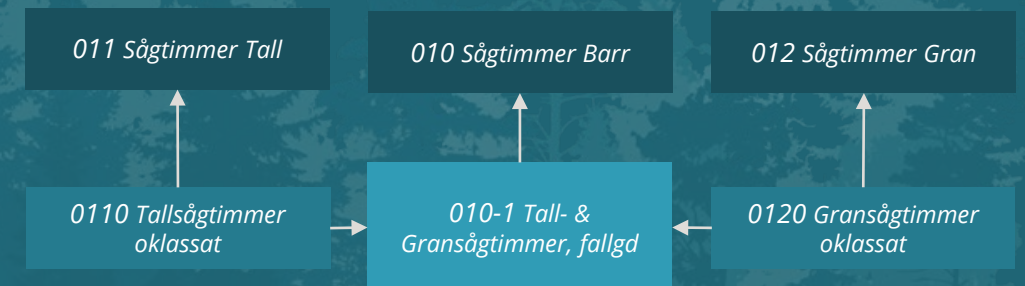 011 Sågtimmer Tall
010 Sågtimmer Barr
012 Sågtimmer Gran
0110 Tallsågtimmer
oklassat
010-1 Tall- &
Gransågtimmer, fallgd
0120 Gransågtimmer
oklassat